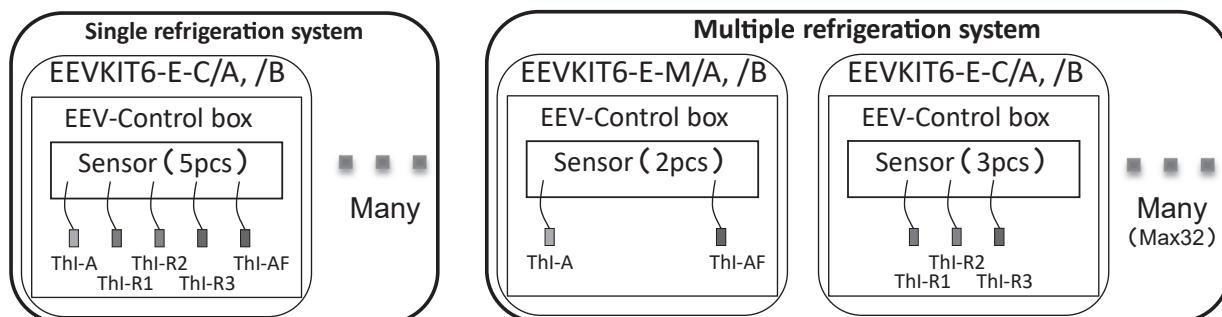 Single refrigeration system
EEVKIT6-E-C/A, /B
EEV-Control box
Sensor（5pcs）
ThI-A
ThI-R1
ThI-R2
ThI-R3
ThI-AF
Many
Multiple refrigeration system
EEVKIT6-E-M/A, /B
EEV-Control box
Sensor（2pcs）
ThI-A
ThI-AF
EEVKIT6-E-C/A, /B
EEV-Control box
Sensor（3pcs）
ThI-R1
ThI-R2
ThI-R3
Many
（Max32）